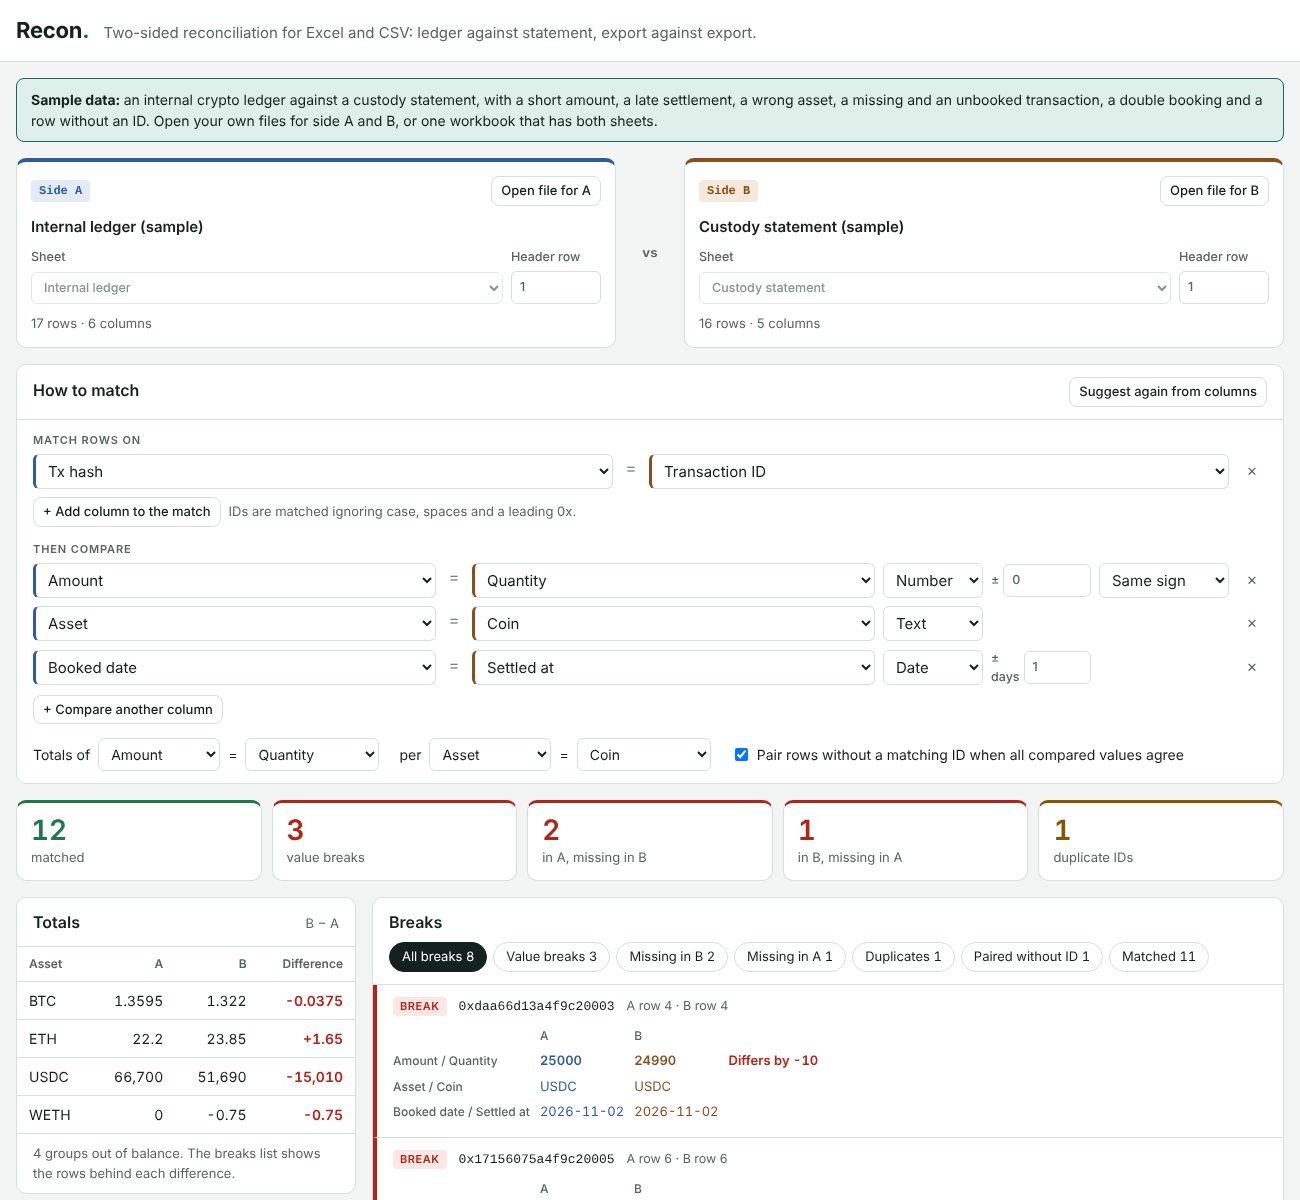 Recon. Two-sided reconciliation for Excel and CSV: ledger against statement, export against export.
Sample data: an internal crypto ledger against a custody statement, with a short amount, a late settlement, a wrong asset, a missing and an unbooked transaction, a double booking and a
row without an ID. Open your own files for side A and B, or one workbook that has both sheets.
Side A Open file for A
Internal ledger (sample)
Sheet Header row
Internal ledger 1
17 rows · 6 columns
vs
Side B Open file for B
Custody statement (sample)
Sheet Header row
Custody statement 1
16 rows · 5 columns
How to match Suggest again from columns
MATCH ROWS ON
Tx hash = Transaction ID ×
+ Add column to the match IDs are matched ignoring case, spaces and a leading 0x.
THEN COMPARE
Amount = Quantity Number ± 0 Same sign ×
Asset = Coin Text ×
Booked date = Settled at Date ± days 1 ×
+ Compare another column
Totals of Amount = Quantity per Asset = Coin Pair rows without a matching ID when all compared values agree
12
matched
3
value breaks
2
in A, missing in B
1
in B, missing in A
1
duplicate IDs
Totals B − A
Asset A B Difference
BTC 1.3595 1.322 -0.0375
ETH 22.2 23.85 +1.65
USDC 66,700 51,690 -15,010
WETH 0 -0.75 -0.75
4 groups out of balance. The breaks list shows
the rows behind each difference.
Breaks
All breaks 8 Value breaks 3 Missing in B 2 Missing in A 1 Duplicates 1 Paired without ID 1 Matched 11
BREAK 0xdaa66d13a4f9c20003 A row 4 · B row 4
A B
Amount / Quantity 25000 24990 Differs by -10
Asset / Coin USDC USDC
Booked date / Settled at 2026-11-02 2026-11-02
BREAK 0x17156075a4f9c20005 A row 6 · B row 6
A B